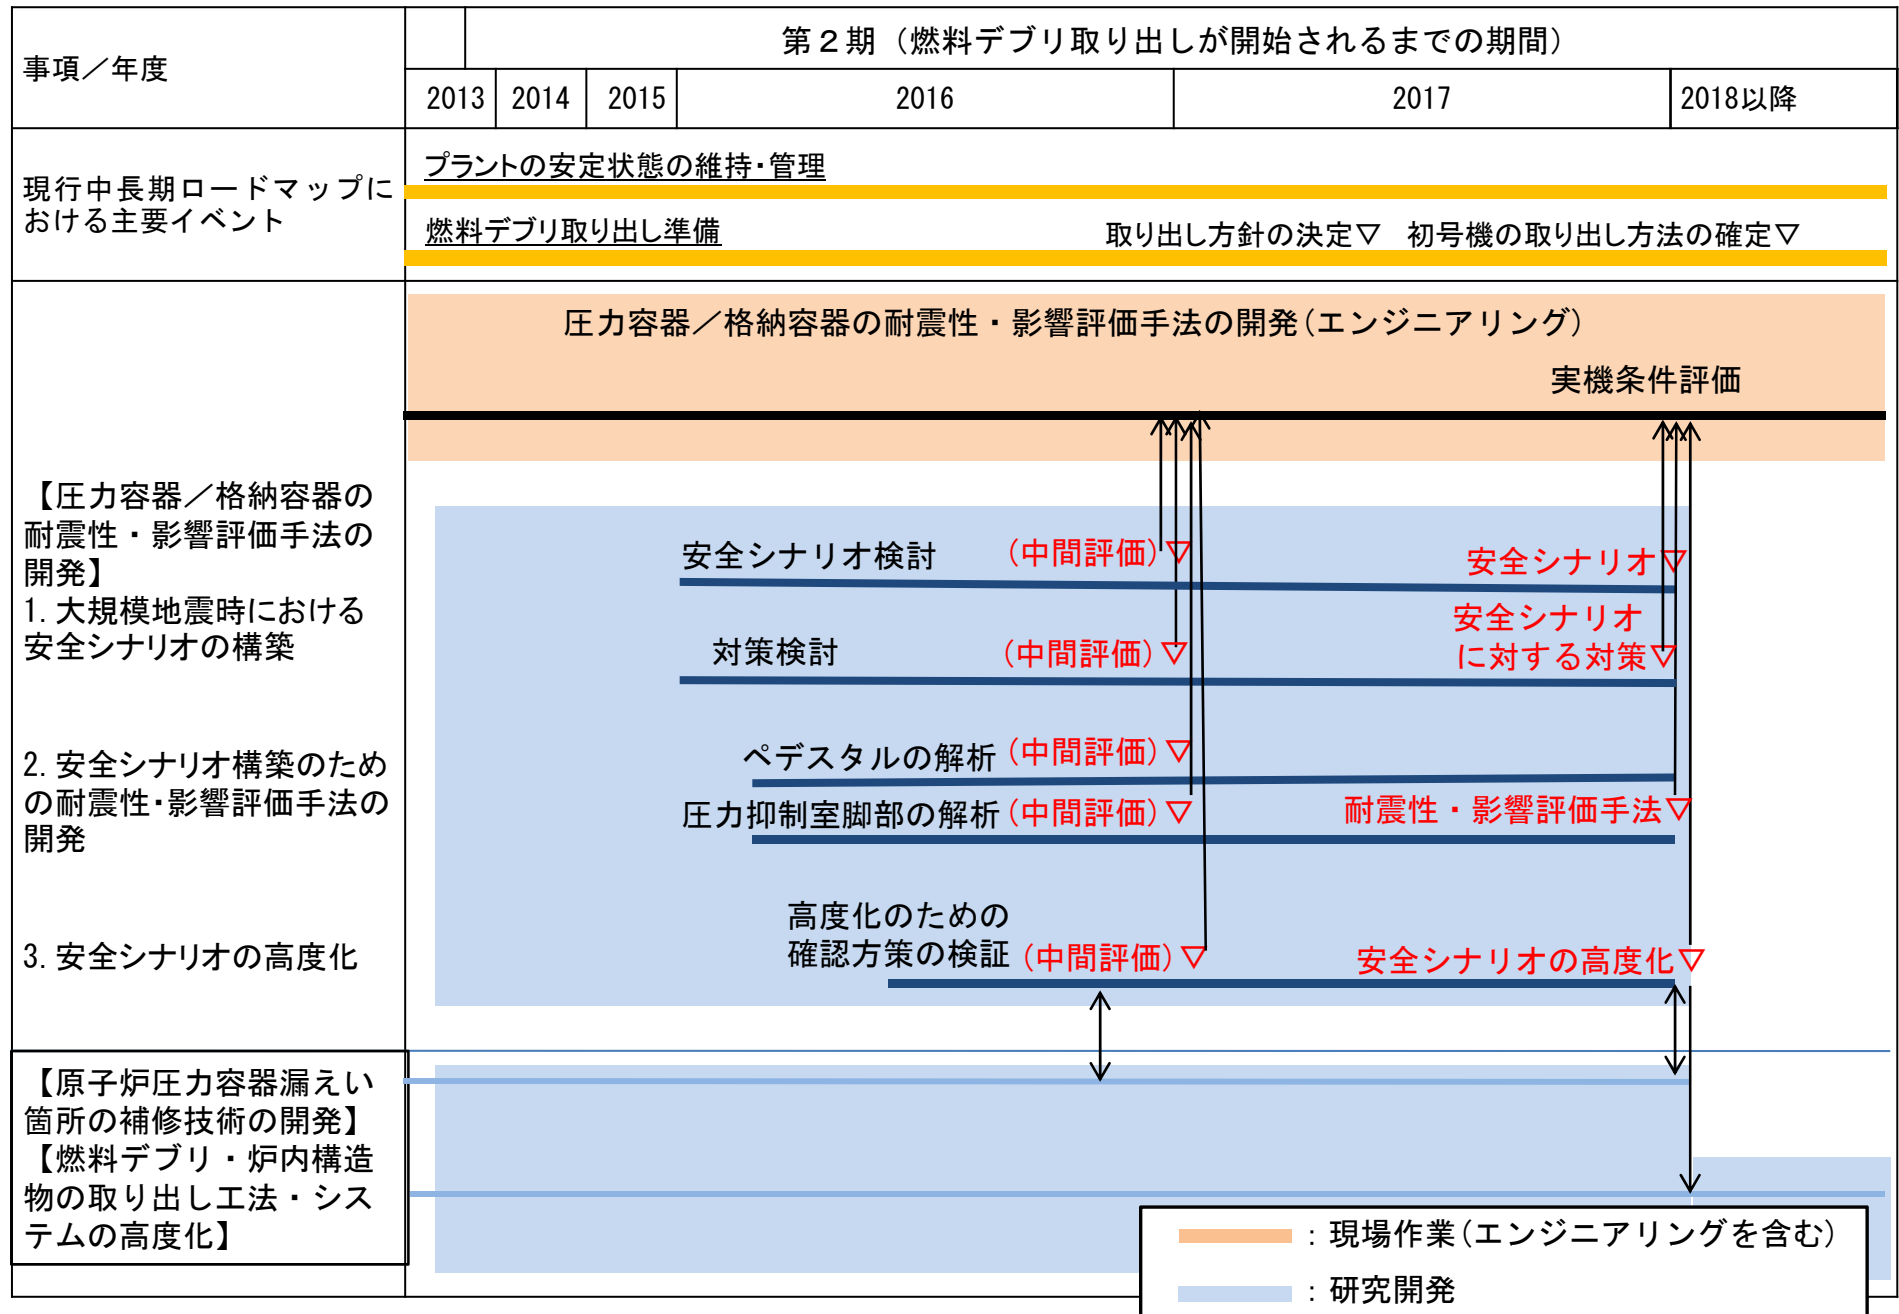 事項／年度
第２期（燃料デブリ取り出しが開始されるまでの期間）
2013 2014 2015 2016 2017 2018以降
現行中長期ロードマップに
おける主要イベント
プラントの安定状態の維持・管理
燃料デブリ取り出し準備
取り出し方針の決定▽ 初号機の取り出し方法の確定▽
圧力容器／格納容器の耐震性・影響評価手法の開発(エンジニアリング)
実機条件評価
【圧力容器／格納容器の
耐震性・影響評価手法の
開発】
1. 大規模地震時における
安全シナリオの構築
安全シナリオ検討 (中間評価)▽ 安全シナリオ▽
対策検討 (中間評価)▽ 安全シナリオ
に対する対策▽
2. 安全シナリオ構築のため
の耐震性・影響評価手法の
開発
ペデスタルの解析 (中間評価)▽
圧力抑制室脚部の解析 (中間評価)▽ 耐震性・影響評価手法▽
3. 安全シナリオの高度化
高度化のための
確認方策の検証 (中間評価)▽ 安全シナリオの高度化▽
【原子炉圧力容器漏えい
箇所の補修技術の開発】
【燃料デブリ・炉内構造
物の取り出し工法・シス
テムの高度化】
：現場作業(エンジニアリングを含む)
：研究開発